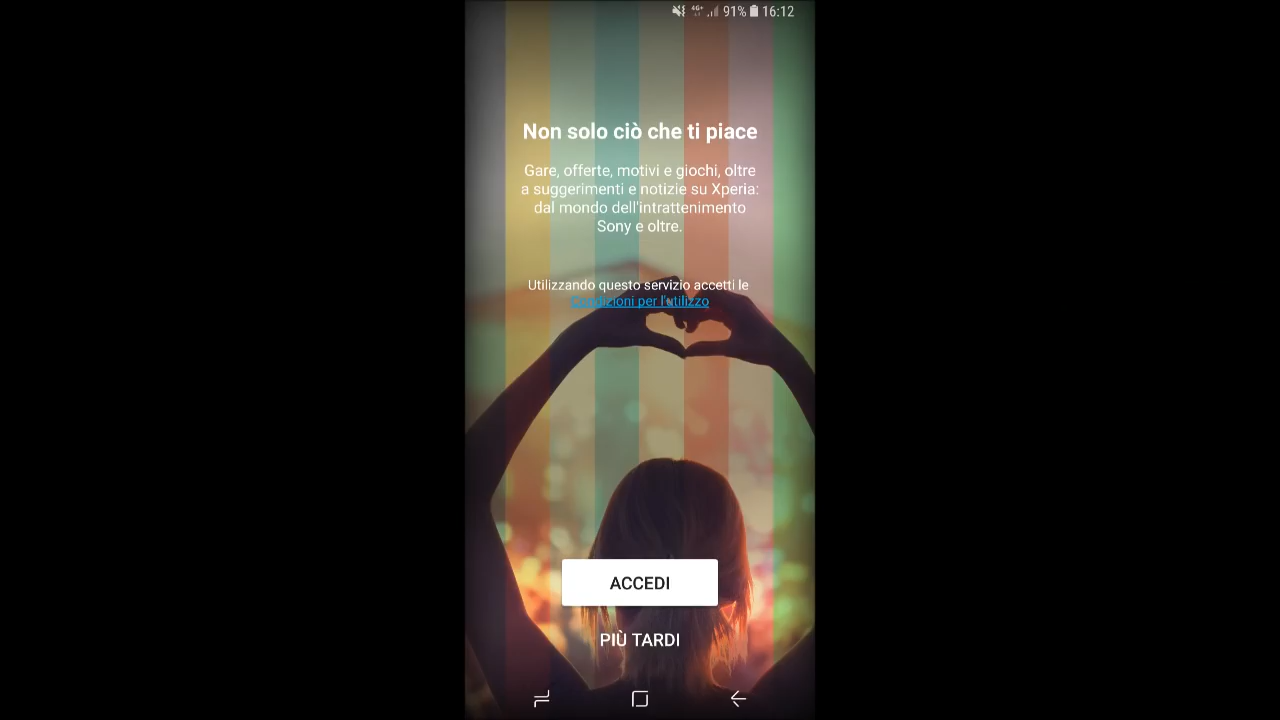 4G+ 91% 16:12
Non solo ciò che ti piace
Gare, offerte, motivi e giochi, oltre
a suggerimenti e notizie su Xperia:
dal mondo dell'intrattenimento
Sony e oltre.
Utilizzando questo servizio accetti le
Condizioni per l'utilizzo
ACCEDI
PIÙ TARDI